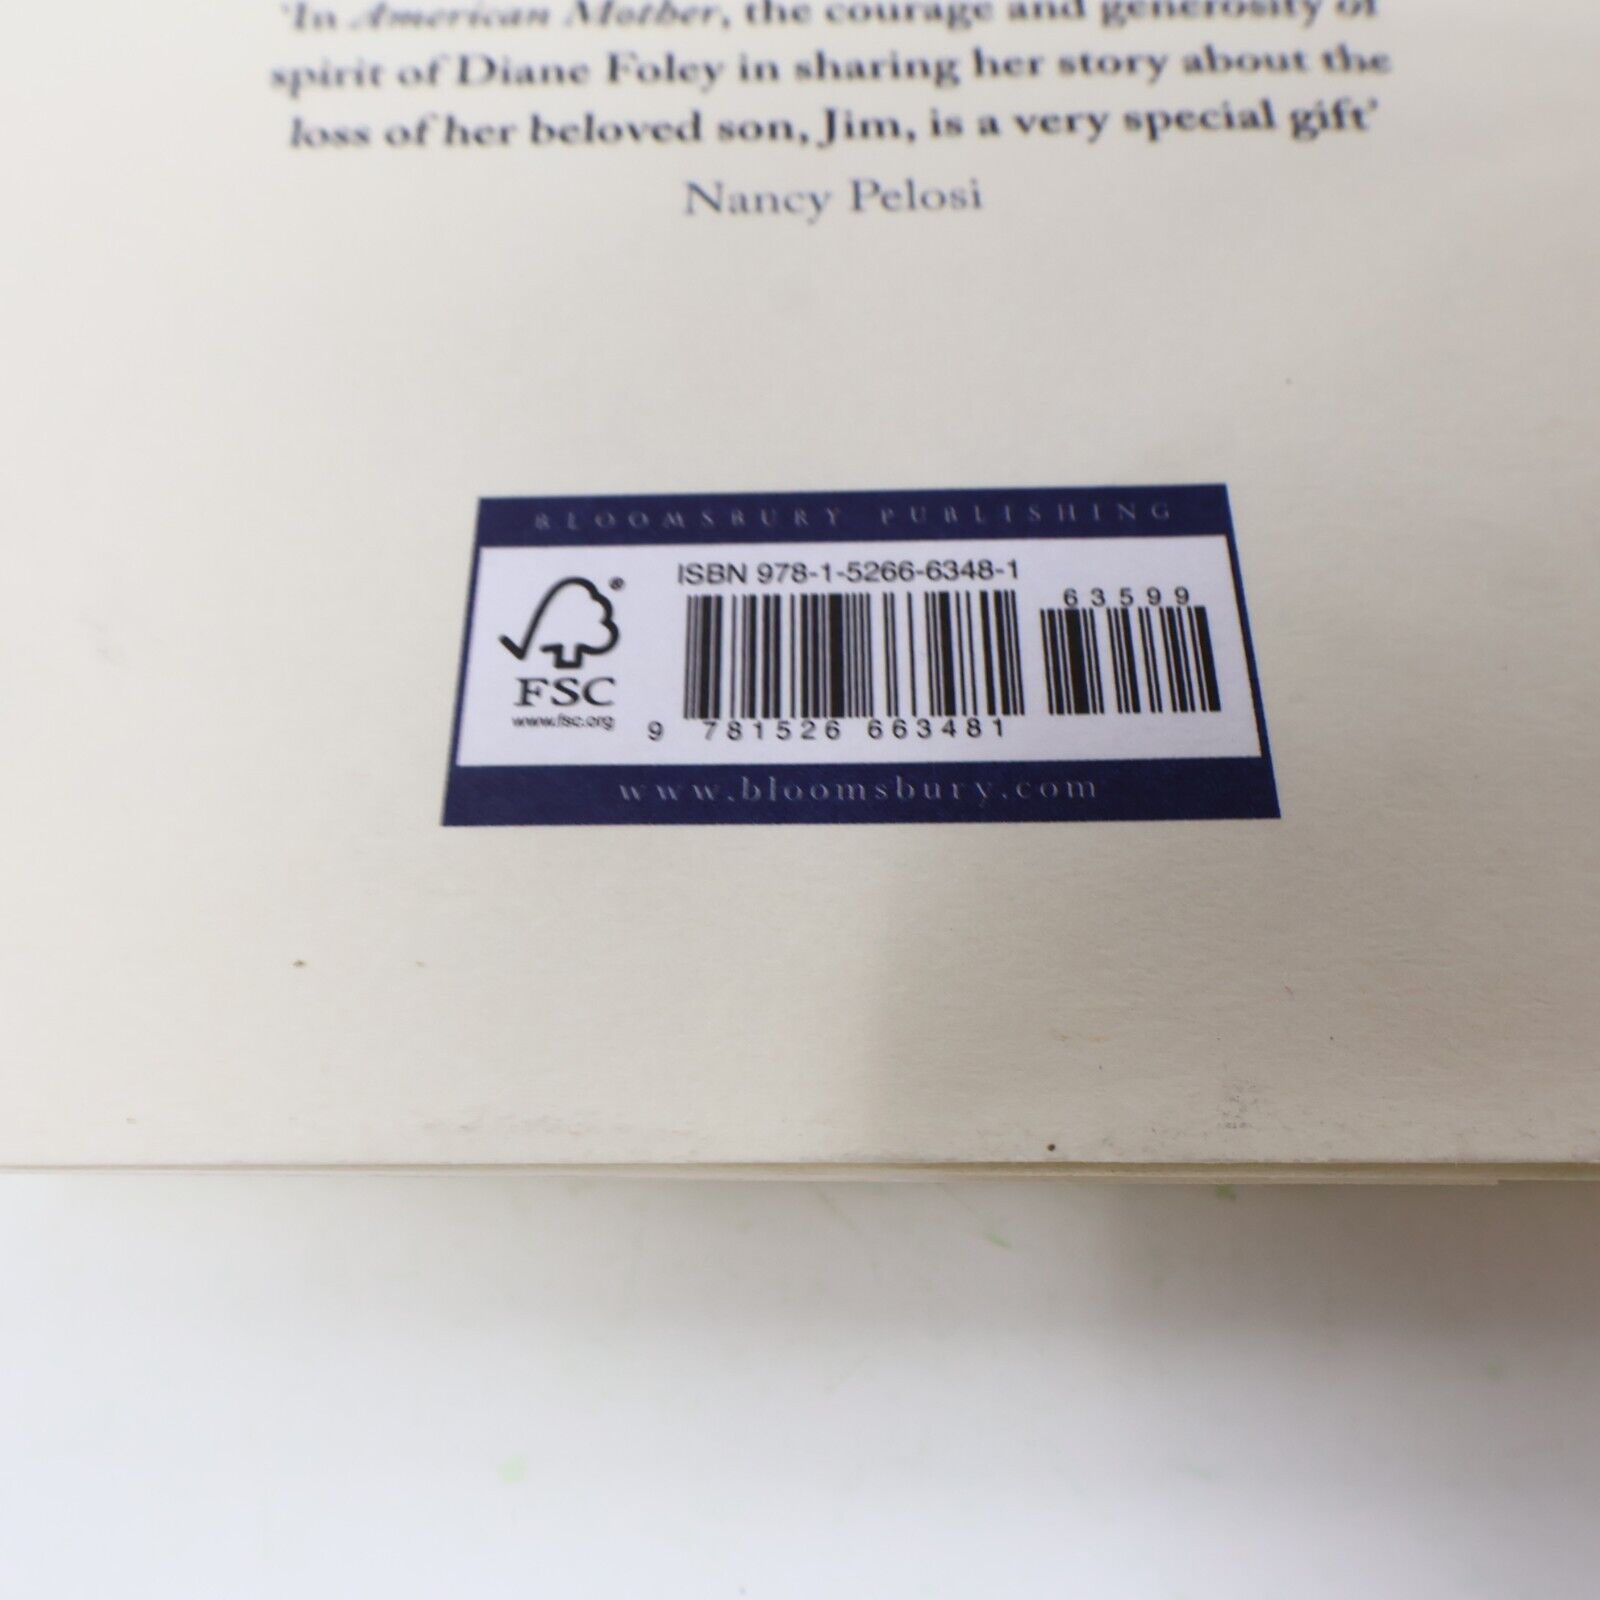 'In American Mother, the courage and generosity of
spirit of Diane Foley in sharing her story about the
loss of her beloved son, Jim, is a very special gift'
Nancy Pelosi
BLOOMSBURY PUBLISHING
ISBN 978-1-5266-6348-1
63599
®
FSC
www.fsc.org
9 781526 663481
www.bloomsbury.com